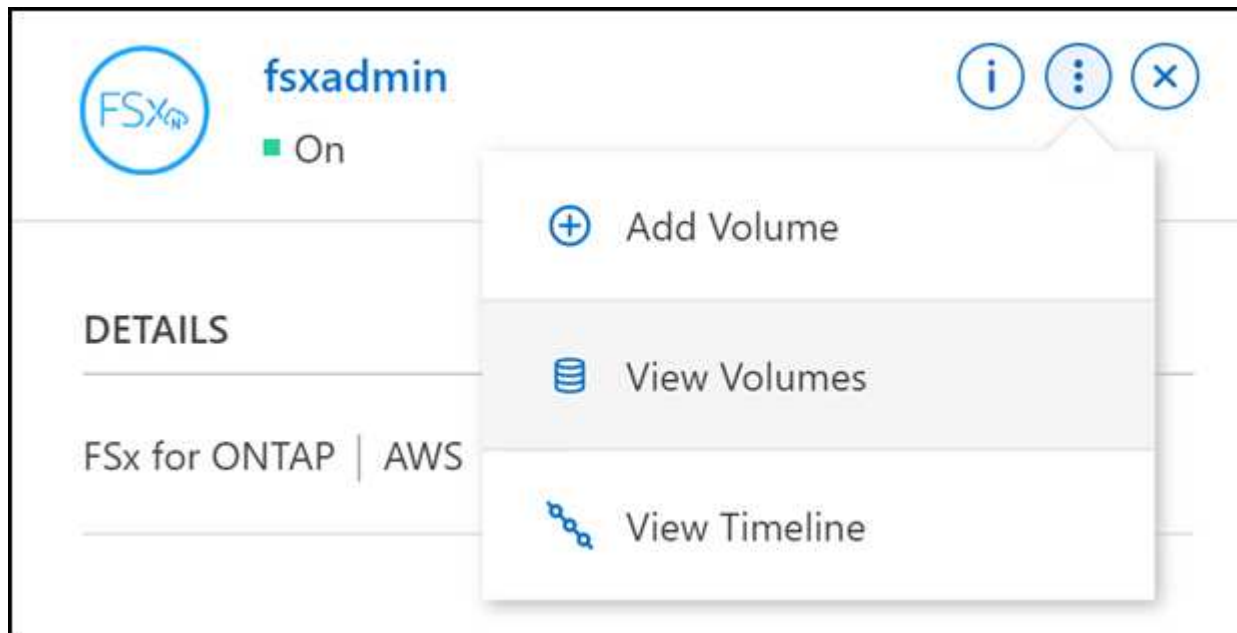 FSx
N
fsxadmin
i
On
Add Volume
DETAILS
View Volumes
FSx for ONTAP | AWS
View Timeline